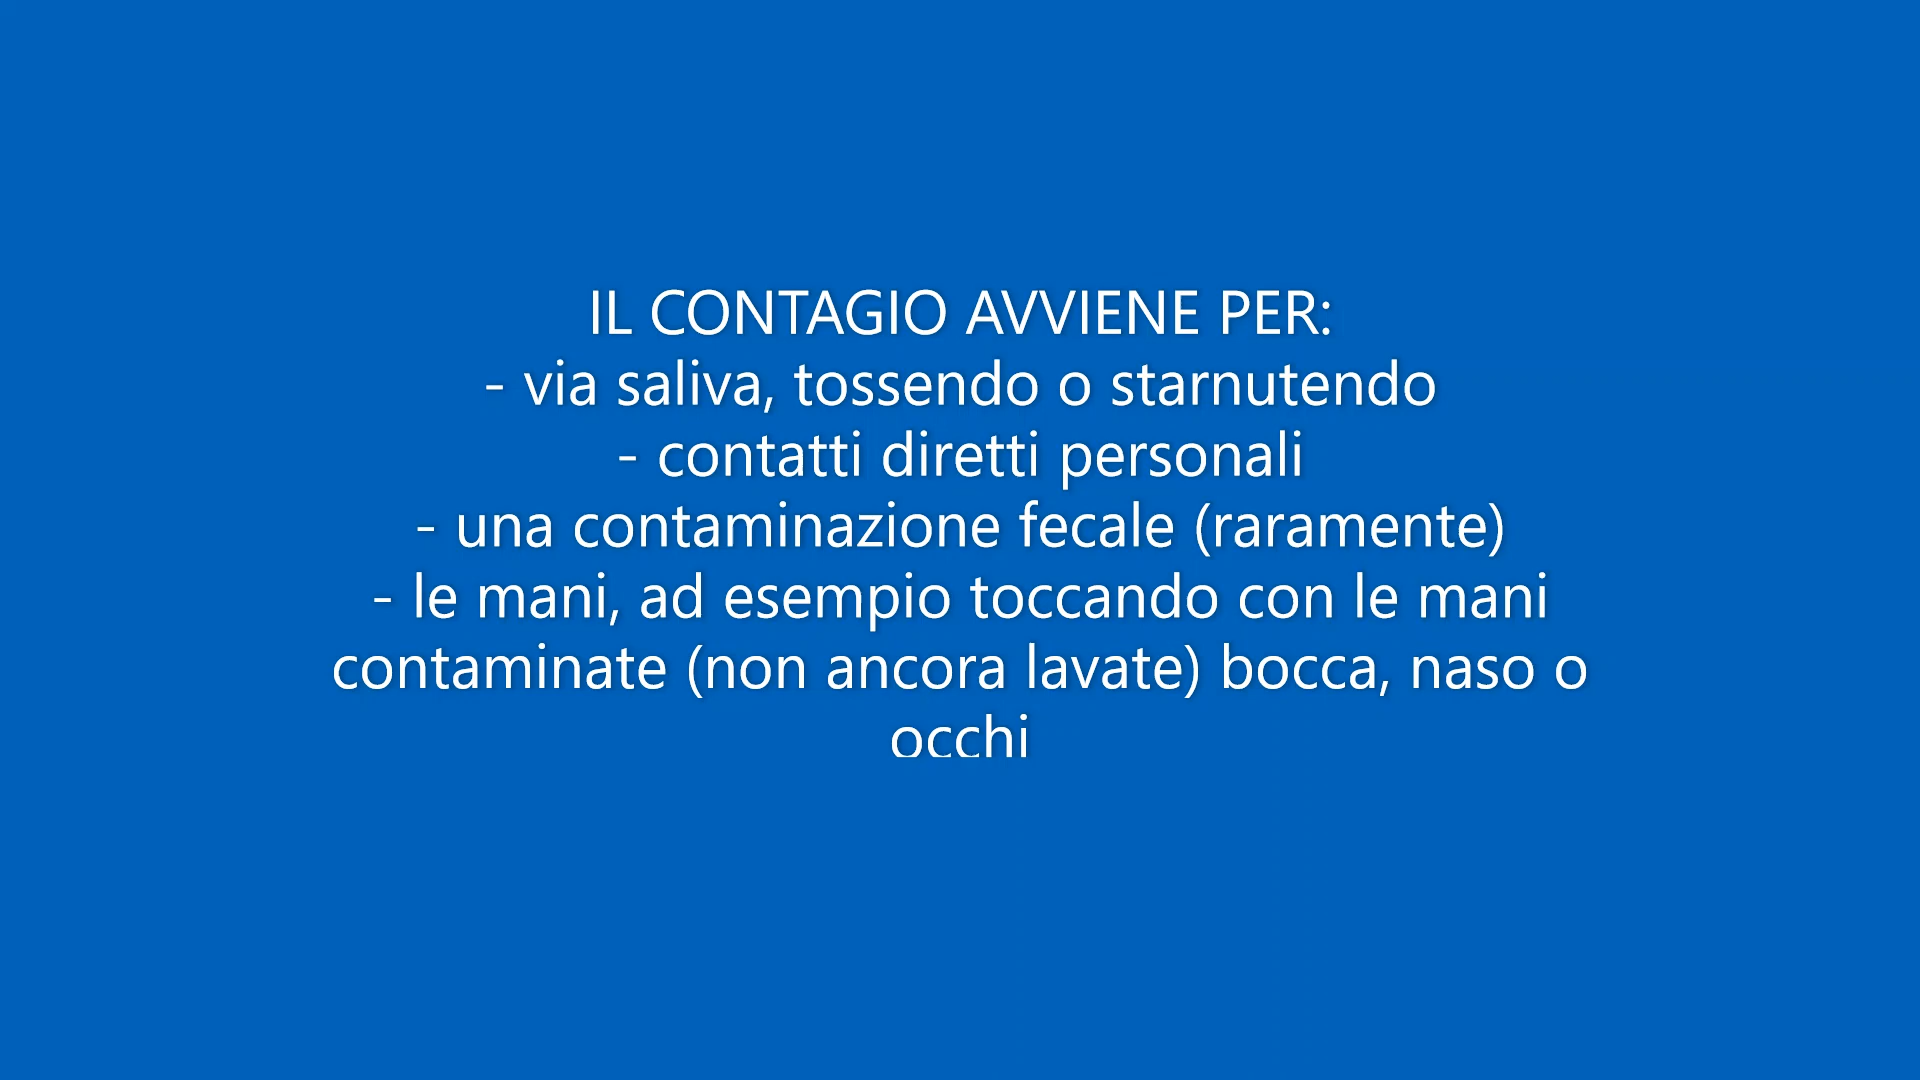 IL CONTAGIO AVVIENE PER:
- via saliva, tossendo o starnutendo
- contatti diretti personali
- una contaminazione fecale (raramente)
- le mani, ad esempio toccando con le mani
contaminate (non ancora lavate) bocca, naso o
occhi